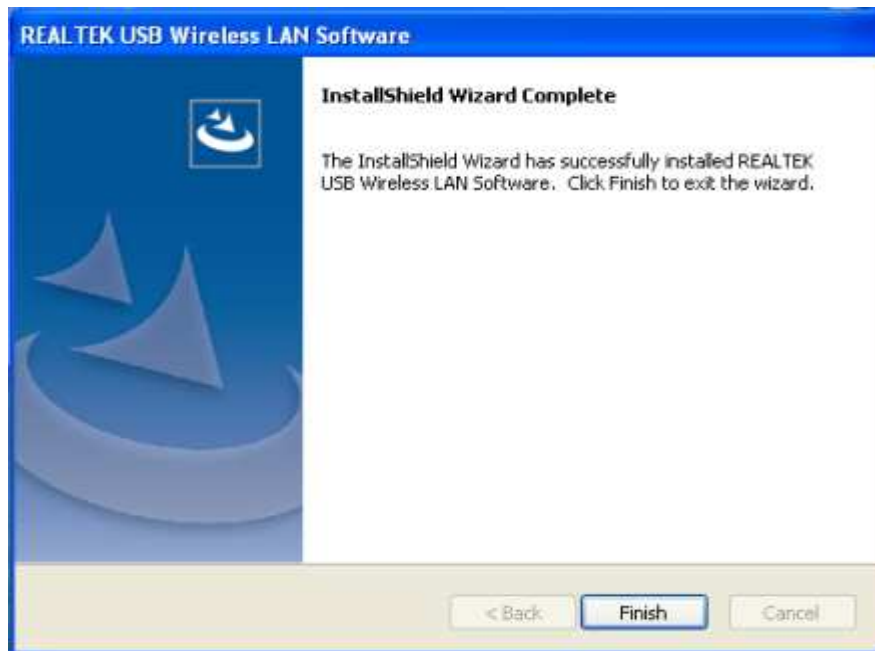 REALTEK USB Wireless LAN Software
InstallShield Wizard Complete
The InstallShield Wizard has successfully installed REALTEK
USB Wireless LAN Software. Click Finish to exit the wizard.
< Back Finish Cancel